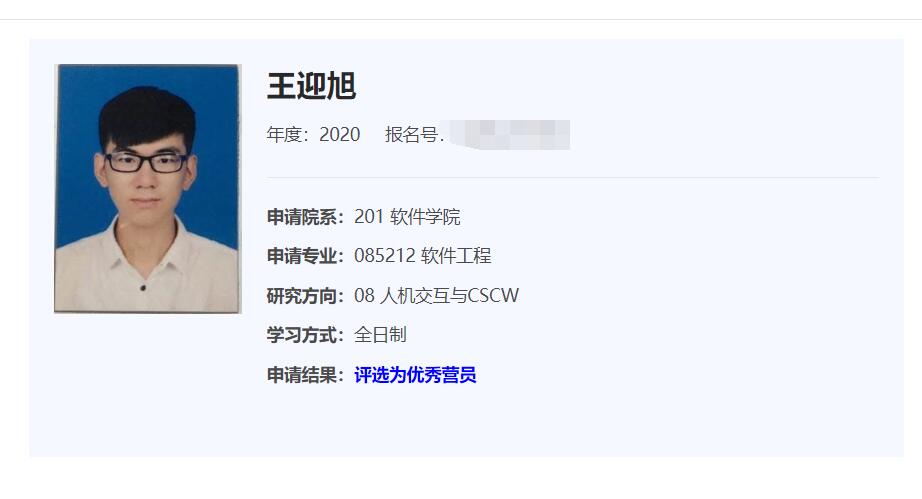 王迎旭
年度：2020 报名号.
申请院系：201 软件学院
申请专业：085212 软件工程
研究方向：08 人机交互与CSCW
学习方式：全日制
申请结果：评选为优秀营员